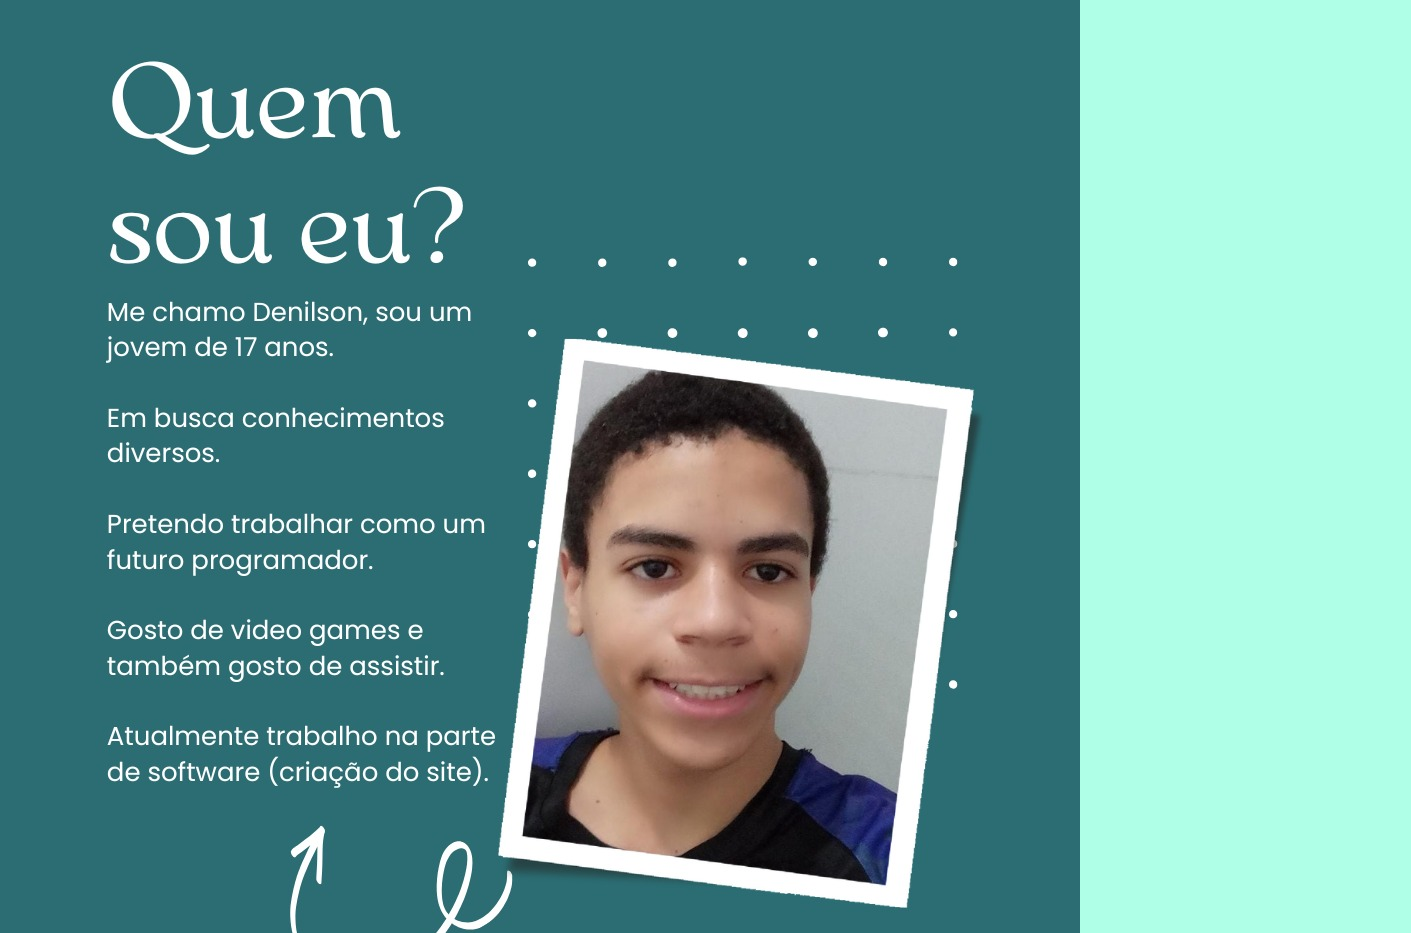 Quem
sou eu?
Me chamo Denilson, sou um
jovem de 17 anos.
Em busca conhecimentos
diversos.
Pretendo trabalhar como um
futuro programador.
Gosto de video games e
também gosto de assistir.
Atualmente trabalho na parte
de software (criação do site).